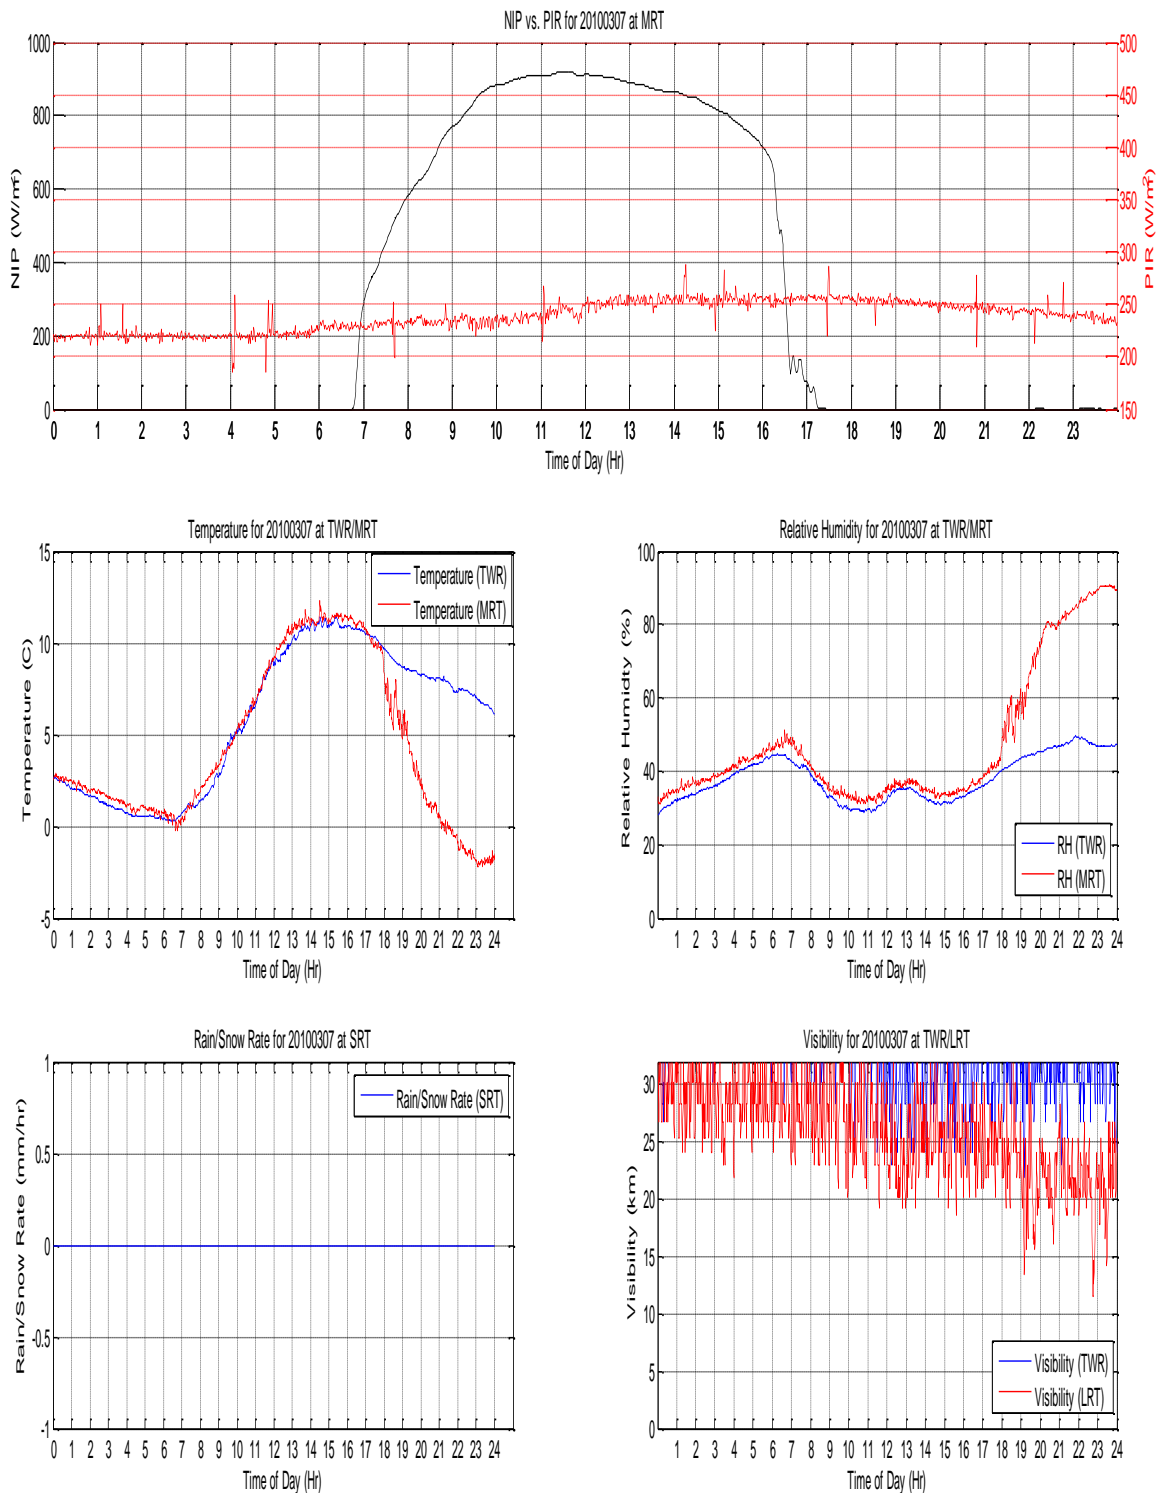 NIP vs. PIR for 20100307 at MRT
1000 500
450
800
400
600 350
300
400
250
200
200
0 150
NIP (W/m²)
PIR (W/m²)
0 1 2 3 4 5 6 7 8 9 10 11 12 13 14 15 16 17 18 19 20 21 22 23
Time of Day (Hr)
Temperature for 20100307 at TWR/MRT
15
10
5
0
-5
Temperature (C)
Temperature (TWR)
Temperature (MRT)
0 1 2 3 4 5 6 7 8 9 10 11 12 13 14 15 16 17 18 19 20 21 22 23 24
Time of Day (Hr)
Relative Humidity for 20100307 at TWR/MRT
100
80
60
40
20
0
Relative Humidty (%)
RH (TWR)
RH (MRT)
1 2 3 4 5 6 7 8 9 10 11 12 13 14 15 16 17 18 19 20 21 22 23 24
Time of Day (Hr)
Rain/Snow Rate for 20100307 at SRT
1
0.5
0
-0.5
-1
Rain/Snow Rate (mm/hr)
Rain/Snow Rate (SRT)
0 1 2 3 4 5 6 7 8 9 10 11 12 13 14 15 16 17 18 19 20 21 22 23 24
Time of Day (Hr)
Visibility for 20100307 at TWR/LRT
30
25
20
15
10
5
0
Visibility (km)
Visibility (TWR)
Visibility (LRT)
1 2 3 4 5 6 7 8 9 10 11 12 13 14 15 16 17 18 19 20 21 22 23 24
Time of Day (Hr)